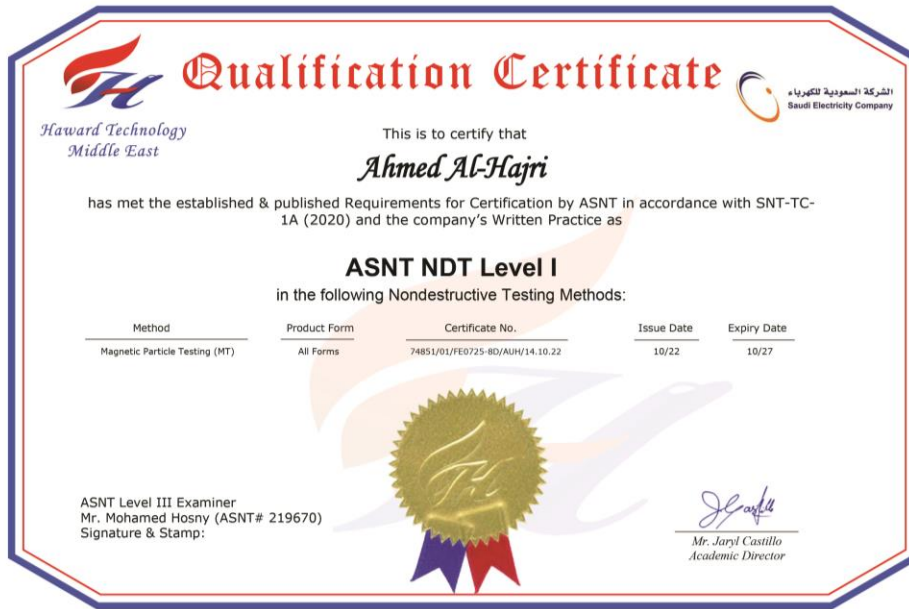 Qualification Certificate
Haward Technology
Middle East
الشركة السعودية للكهرباء
Saudi Electricity Company
This is to certify that
Ahmed Al-Hajri
has met the established & published Requirements for Certification by ASNT in accordance with SNT-TC-
1A (2020) and the company's Written Practice as
ASNT NDT Level I
in the following Nondestructive Testing Methods:
Method Product Form Certificate No. Issue Date Expiry Date
Magnetic Particle Testing (MT) All Forms 74851/01/FE0725-8D/AUH/14.10.22 10/22 10/27
ASNT Level III Examiner
Mr. Mohamed Hosny (ASNT# 219670)
Signature & Stamp:
Mr. Jaryl Castillo
Academic Director